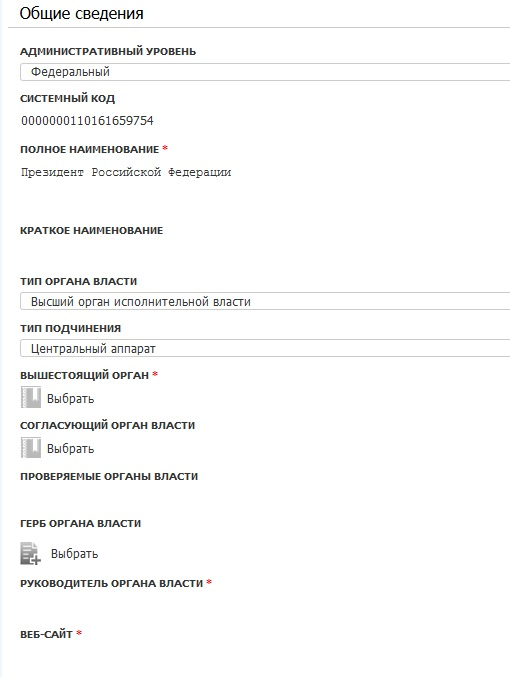 Общие сведения
АДМИНИСТРАТИВНЫЙ УРОВЕНЬ
Федеральный
СИСТЕМНЫЙ КОД
0000000110161659754
ПОЛНОЕ НАИМЕНОВАНИЕ *
Президент Российской Федерации
КРАТКОЕ НАИМЕНОВАНИЕ
ТИП ОРГАНА ВЛАСТИ
Высший орган исполнительной власти
ТИП ПОДЧИНЕНИЯ
Центральный аппарат
ВЫШЕСТОЯЩИЙ ОРГАН *
Выбрать
СОГЛАСУЮЩИЙ ОРГАН ВЛАСТИ
Выбрать
ПРОВЕРЯЕМЫЕ ОРГАНЫ ВЛАСТИ
ГЕРБ ОРГАНА ВЛАСТИ
Выбрать
РУКОВОДИТЕЛЬ ОРГАНА ВЛАСТИ *
ВЕБ-САЙТ *